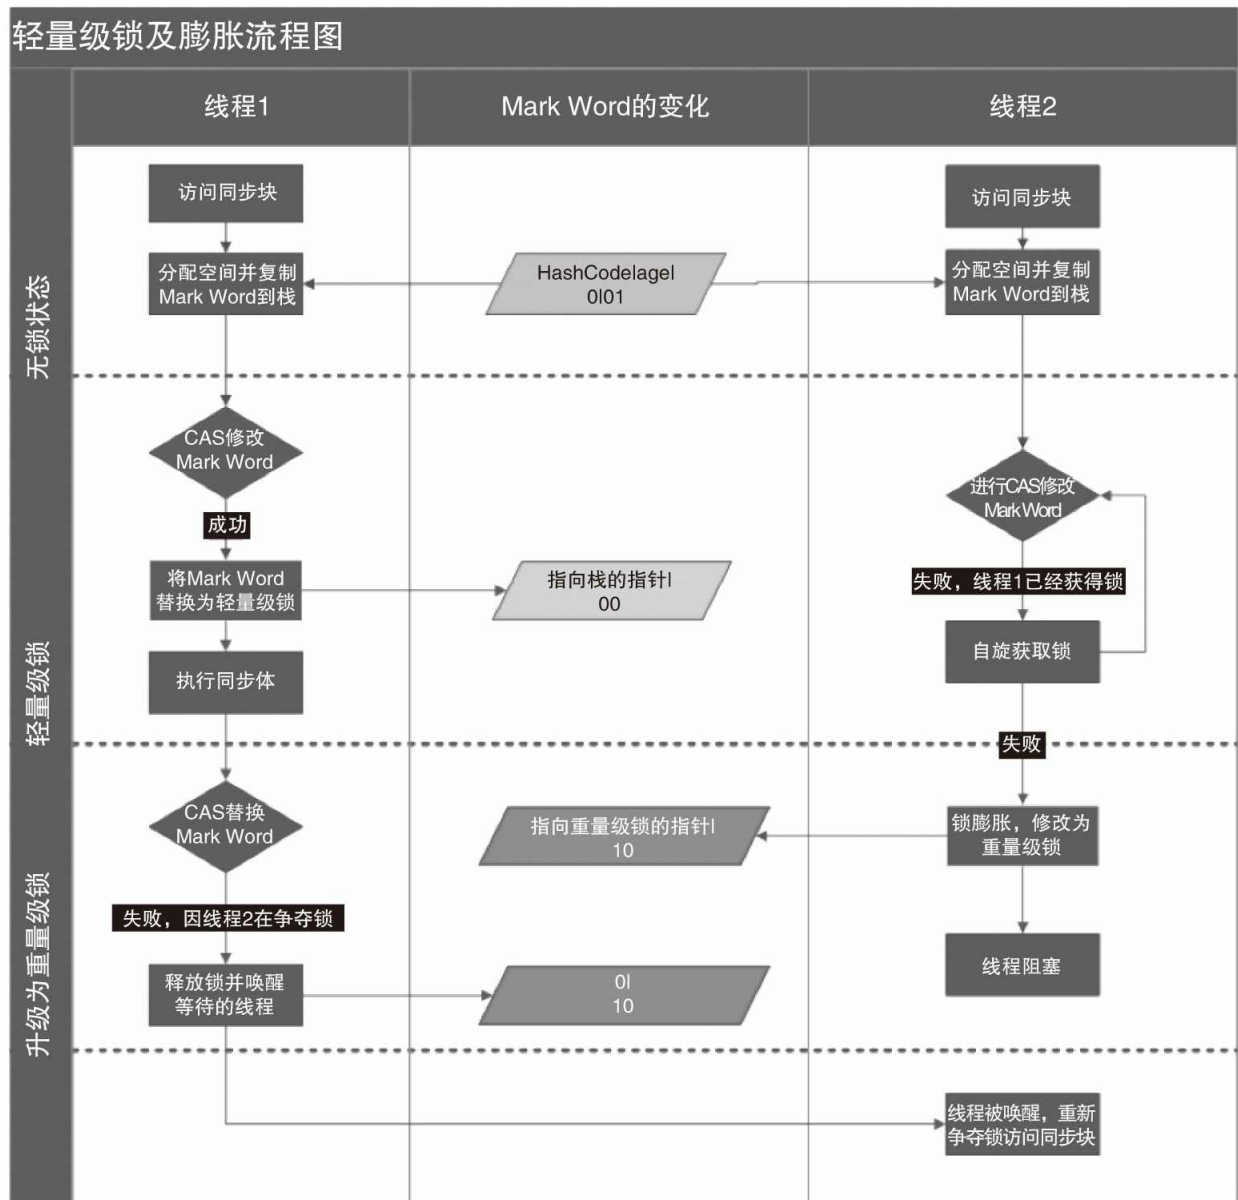 轻量级锁及膨胀流程图
线程1
Mark Word的变化
线程2
无锁状态
访问同步块
访问同步块
分配空间并复制
Mark Word到栈
HashCodelagel
0l01
分配空间并复制
Mark Word到栈
轻量级锁
CAS修改
Mark Word
成功
将Mark Word
替换为轻量级锁
执行同步体
指向栈的指针l
00
进行CAS修改
Mark Word
失败，线程1已经获得锁
自旋获取锁
失败
升级为重量级锁
CAS替换
Mark Word
失败，因线程2在争夺锁
释放锁并唤醒
等待的线程
指向重量级锁的指针l
10
0l
10
锁膨胀，修改为
重量级锁
线程阻塞
线程被唤醒，重新
争夺锁访问同步块